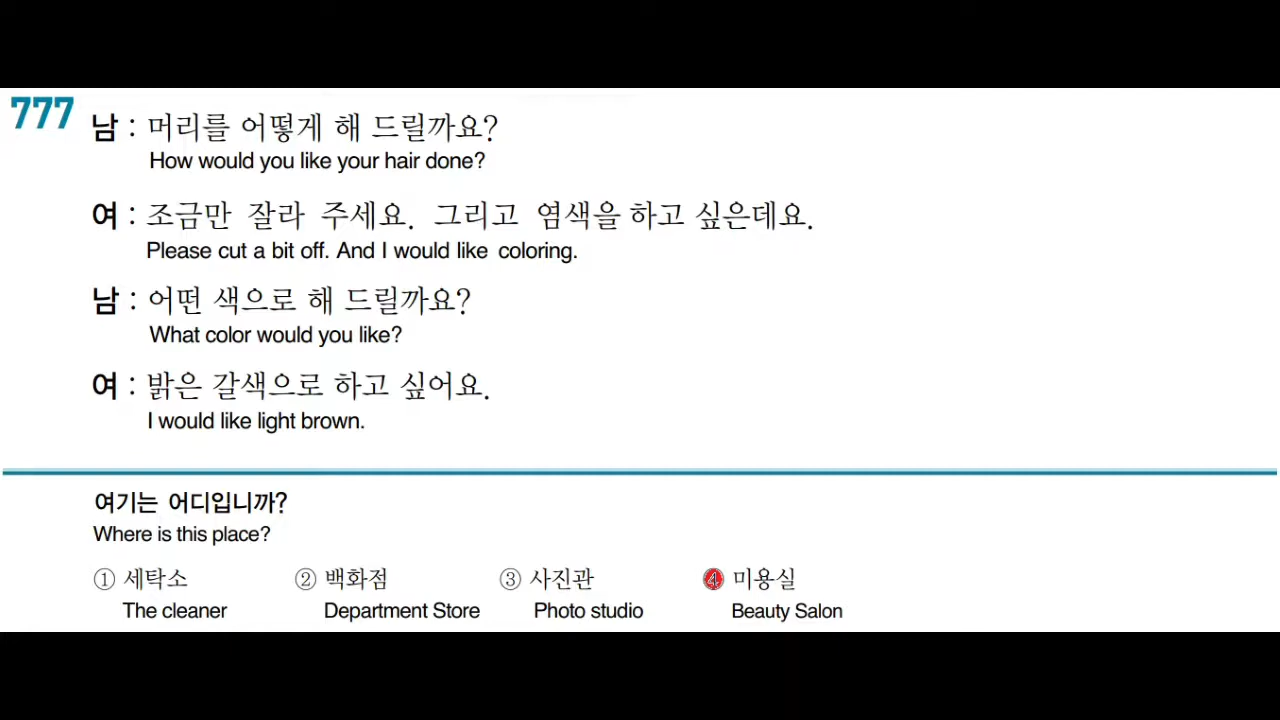 777
남 : 머리를 어떻게 해 드릴까요?
How would you like your hair done?
여 : 조금만 잘라 주세요. 그리고 염색을 하고 싶은데요.
Please cut a bit off. And I would like coloring.
남 : 어떤 색으로 해 드릴까요?
What color would you like?
여 : 밝은 갈색으로 하고 싶어요.
I would like light brown.
여기는 어디입니까?
Where is this place?
① 세탁소 ② 백화점 ③ 사진관 ④ 미용실
The cleaner Department Store Photo studio Beauty Salon